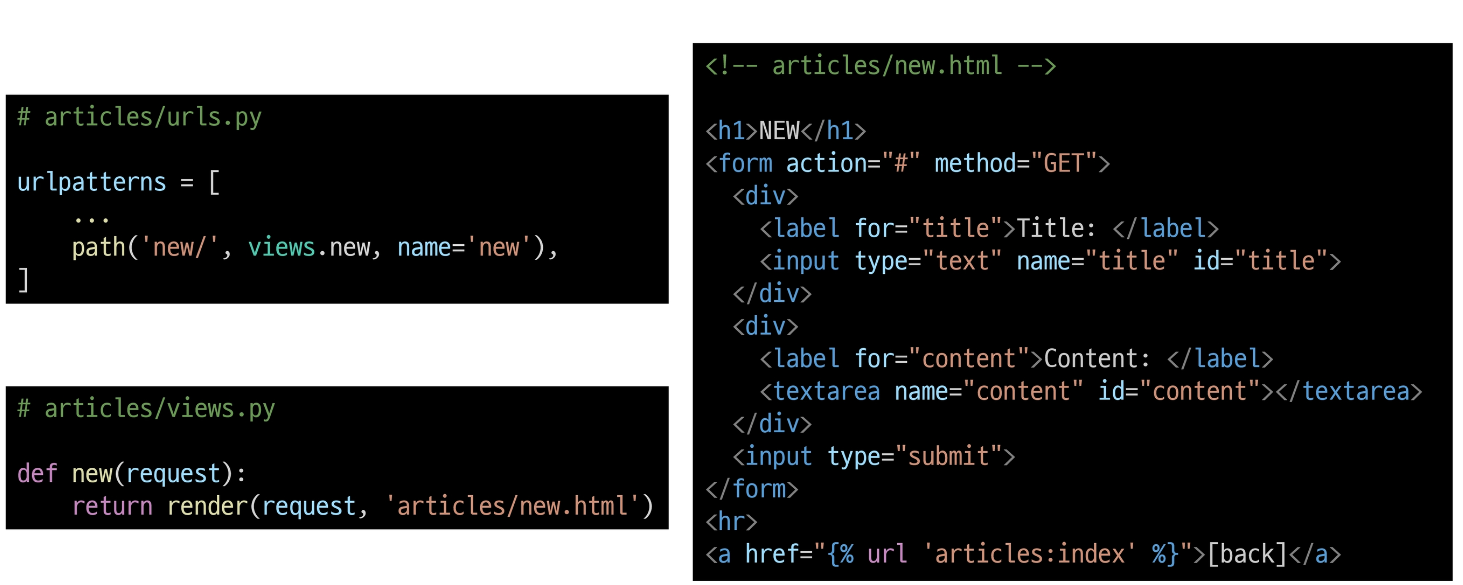 # articles/urls.py
urlpatterns = [
    ...
    path('new/', views.new, name='new'),
]
# articles/views.py
def new(request):
    return render(request, 'articles/new.html')
<!-- articles/new.html -->
<h1>NEW</h1>
<form action="#" method="GET">
  <div>
    <label for="title">Title: </label>
    <input type="text" name="title" id="title">
  </div>
  <div>
    <label for="content">Content: </label>
    <textarea name="content" id="content"></textarea>
  </div>
  <input type="submit">
</form>
<hr>
<a href="{% url 'articles:index' %}">[back]</a>